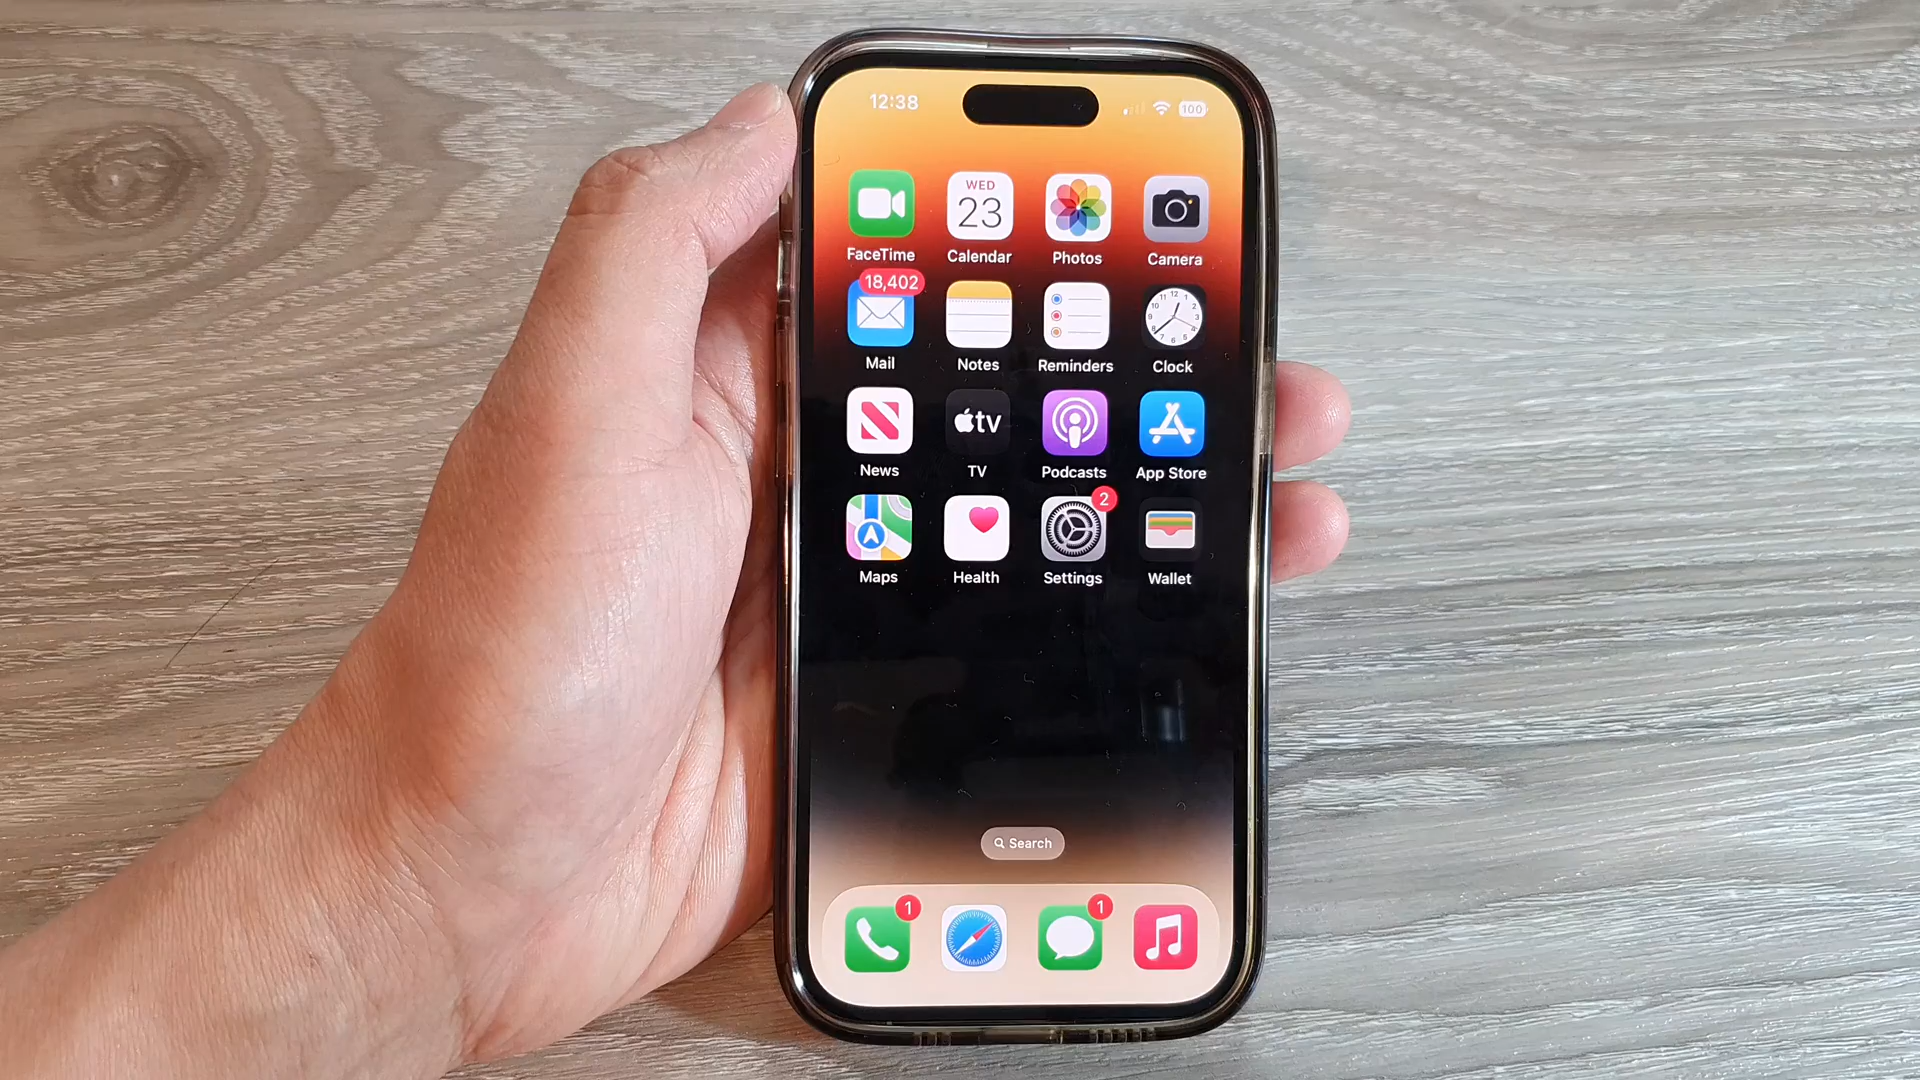 12:38
100
WED
23
FaceTime Calendar Photos Camera
18,402
Mail Notes Reminders Clock
tv
News TV Podcasts App Store
2
Maps Health Settings Wallet
Search
1 1